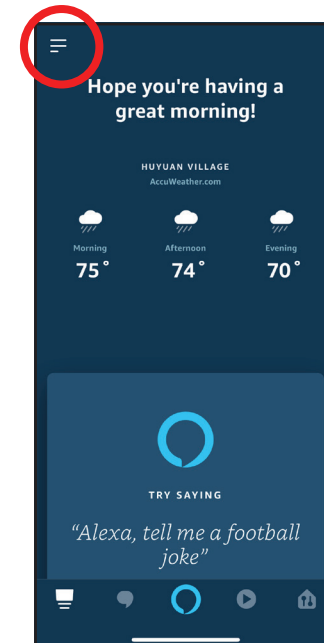 Hope you're having a
great morning!
HUYUAN VILLAGE
AccuWeather.com
Morning Afternoon Evening
75° 74° 70°
TRY SAYING
“Alexa, tell me a football
joke”